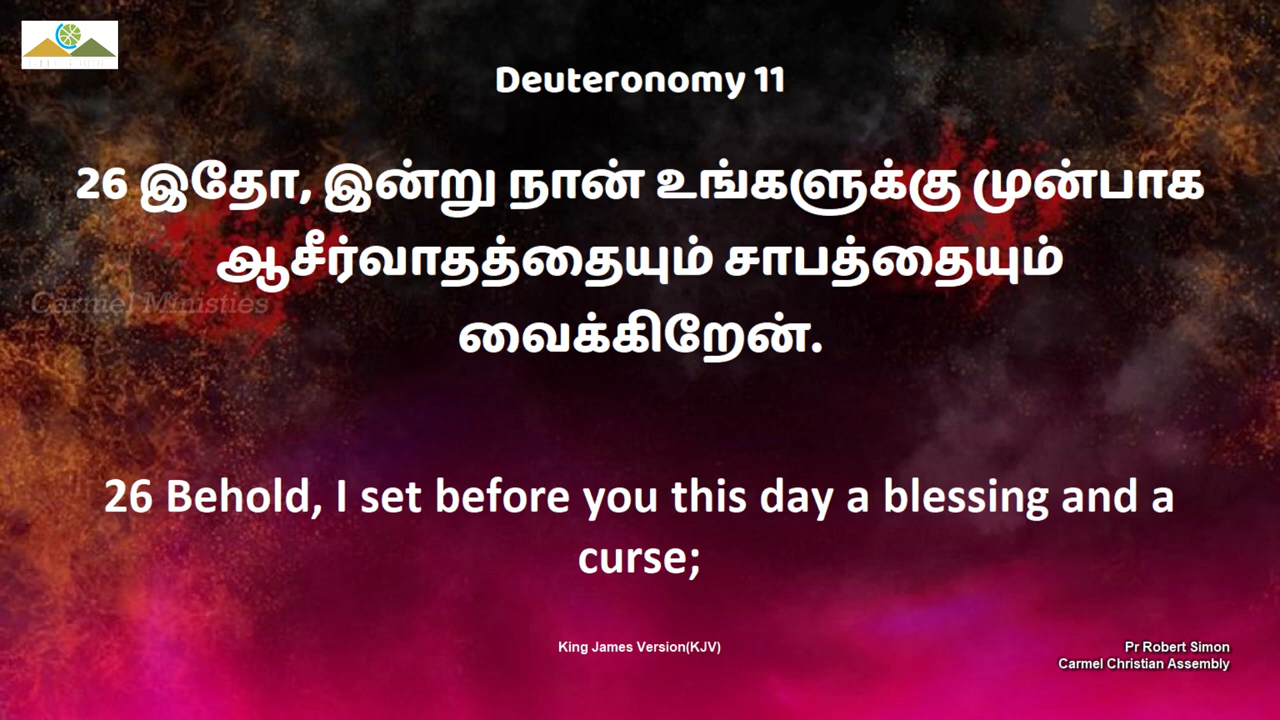 Deuteronomy 11
26 இதோ, இன்று நான் உங்களுக்கு முன்பாக
ஆசீர்வாதத்தையும் சாபத்தையும்
வைக்கிறேன்.
Carmel Ministies
26 Behold, I set before you this day a blessing and a
curse;
King James Version(KJV)
Pr Robert Simon
Carmel Christian Assembly